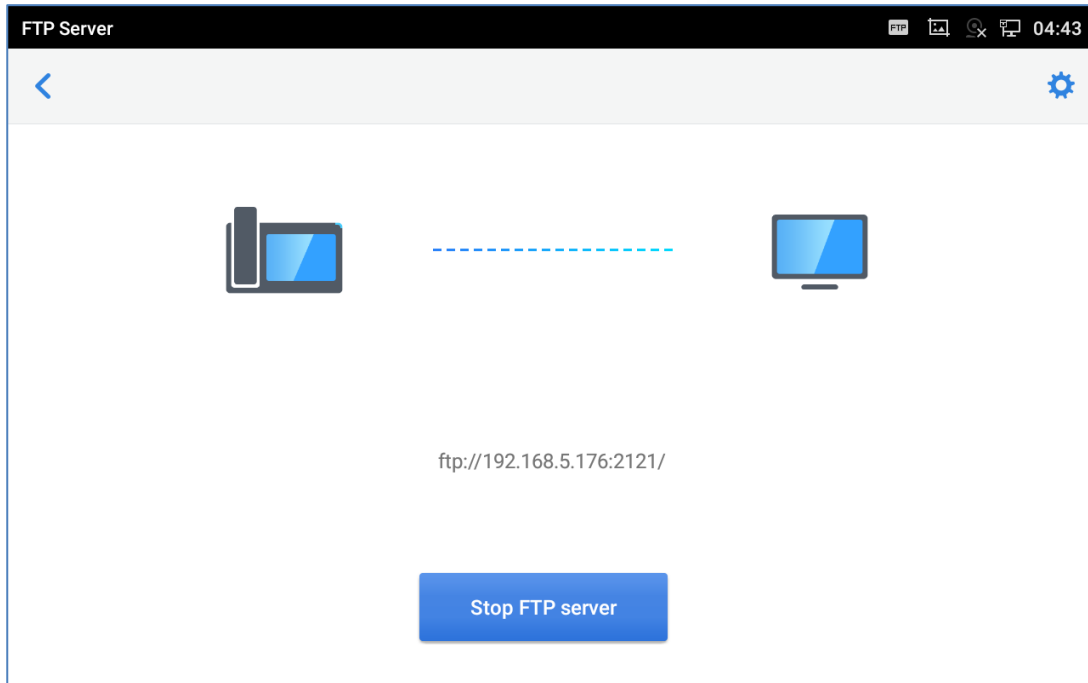 FTP Server
FTP
04:43
ftp://192.168.5.176:2121/
Stop FTP server